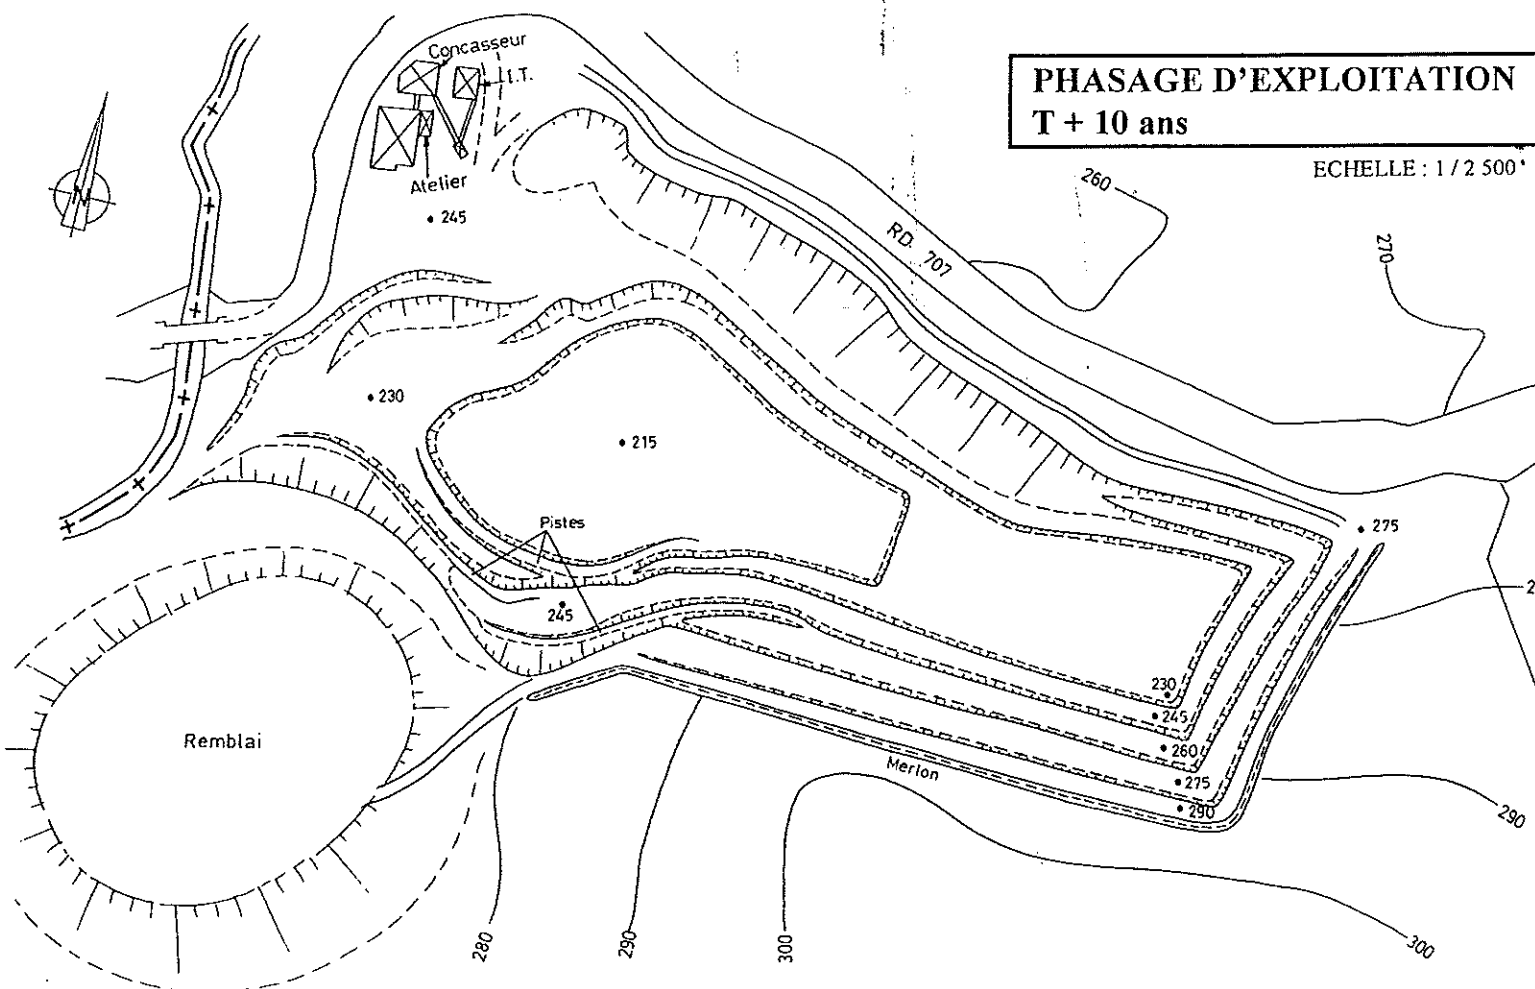 PHASAGE D'EXPLOITATION
T + 10 ans
ECHELLE : 1 / 2 500
Concasseur
I.T.
Atelier
N
245
260
RD. 707
270
230
215
Pistes
275
245
Remblai
230
245
260
275
290
Merlon
290
280
290
300
300